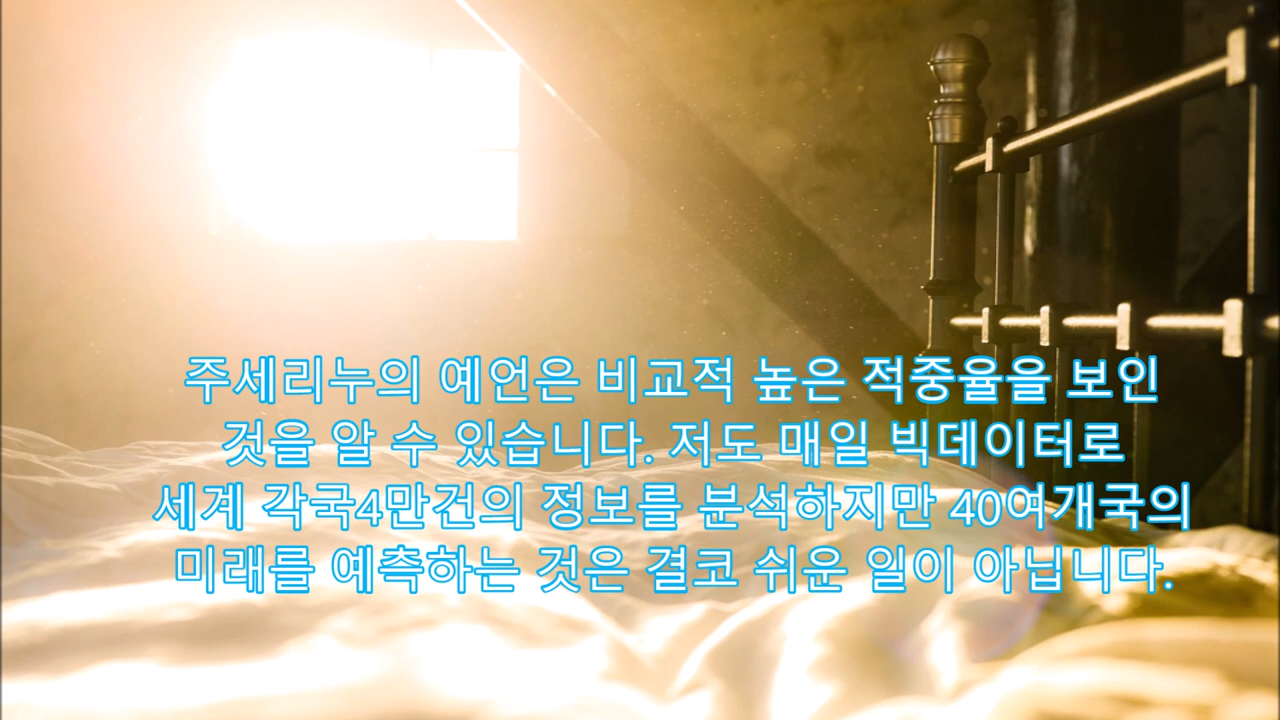 주세리누의 예언은 비교적 높은 적중율을 보인
것을 알 수 있습니다. 저도 매일 빅데이터로
세계 각국4만건의 정보를 분석하지만 40여개국의
미래를 예측하는 것은 결코 쉬운 일이 아닙니다.